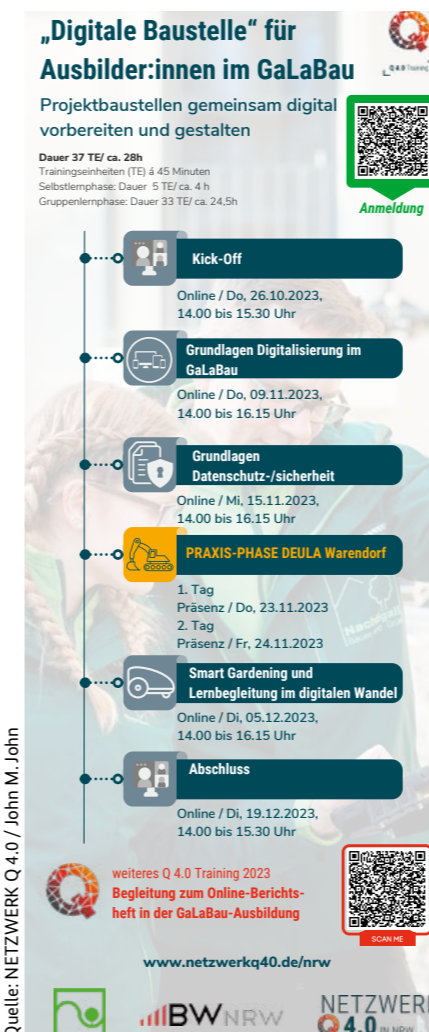 „Digitale Baustelle“ für
Ausbilder:innen im GaLaBau
Q 4.0 Training
Projektbaustellen gemeinsam digital
vorbereiten und gestalten
Dauer 37 TE/ ca. 28h
Trainingseinheiten (TE) á 45 Minuten
Selbstlernphase: Dauer 5 TE/ ca. 4 h
Gruppenlernphase: Dauer 33 TE/ ca. 24,5h
Anmeldung
Kick-Off
Online / Do, 26.10.2023,
14.00 bis 15.30 Uhr
Grundlagen Digitalisierung im
GaLaBau
Online / Do, 09.11.2023,
14.00 bis 16.15 Uhr
Grundlagen
Datenschutz-/sicherheit
Online / Mi, 15.11.2023,
14.00 bis 16.15 Uhr
PRAXIS-PHASE DEULA Warendorf
1. Tag
Präsenz / Do, 23.11.2023
2. Tag
Präsenz / Fr, 24.11.2023
Smart Gardening und
Lernbegleitung im digitalen Wandel
Online / Di, 05.12.2023,
14.00 bis 16.15 Uhr
Abschluss
Online / Di, 19.12.2023,
14.00 bis 15.30 Uhr
weiteres Q 4.0 Training 2023
Begleitung zum Online-Berichts-
heft in der GaLaBau-Ausbildung
SCAN ME
www.netzwerkq40.de/nrw
BW NRW
NETZWERK
Q 4.0 IN NRW
Quelle: NETZWERK Q 4.0 / John M. John